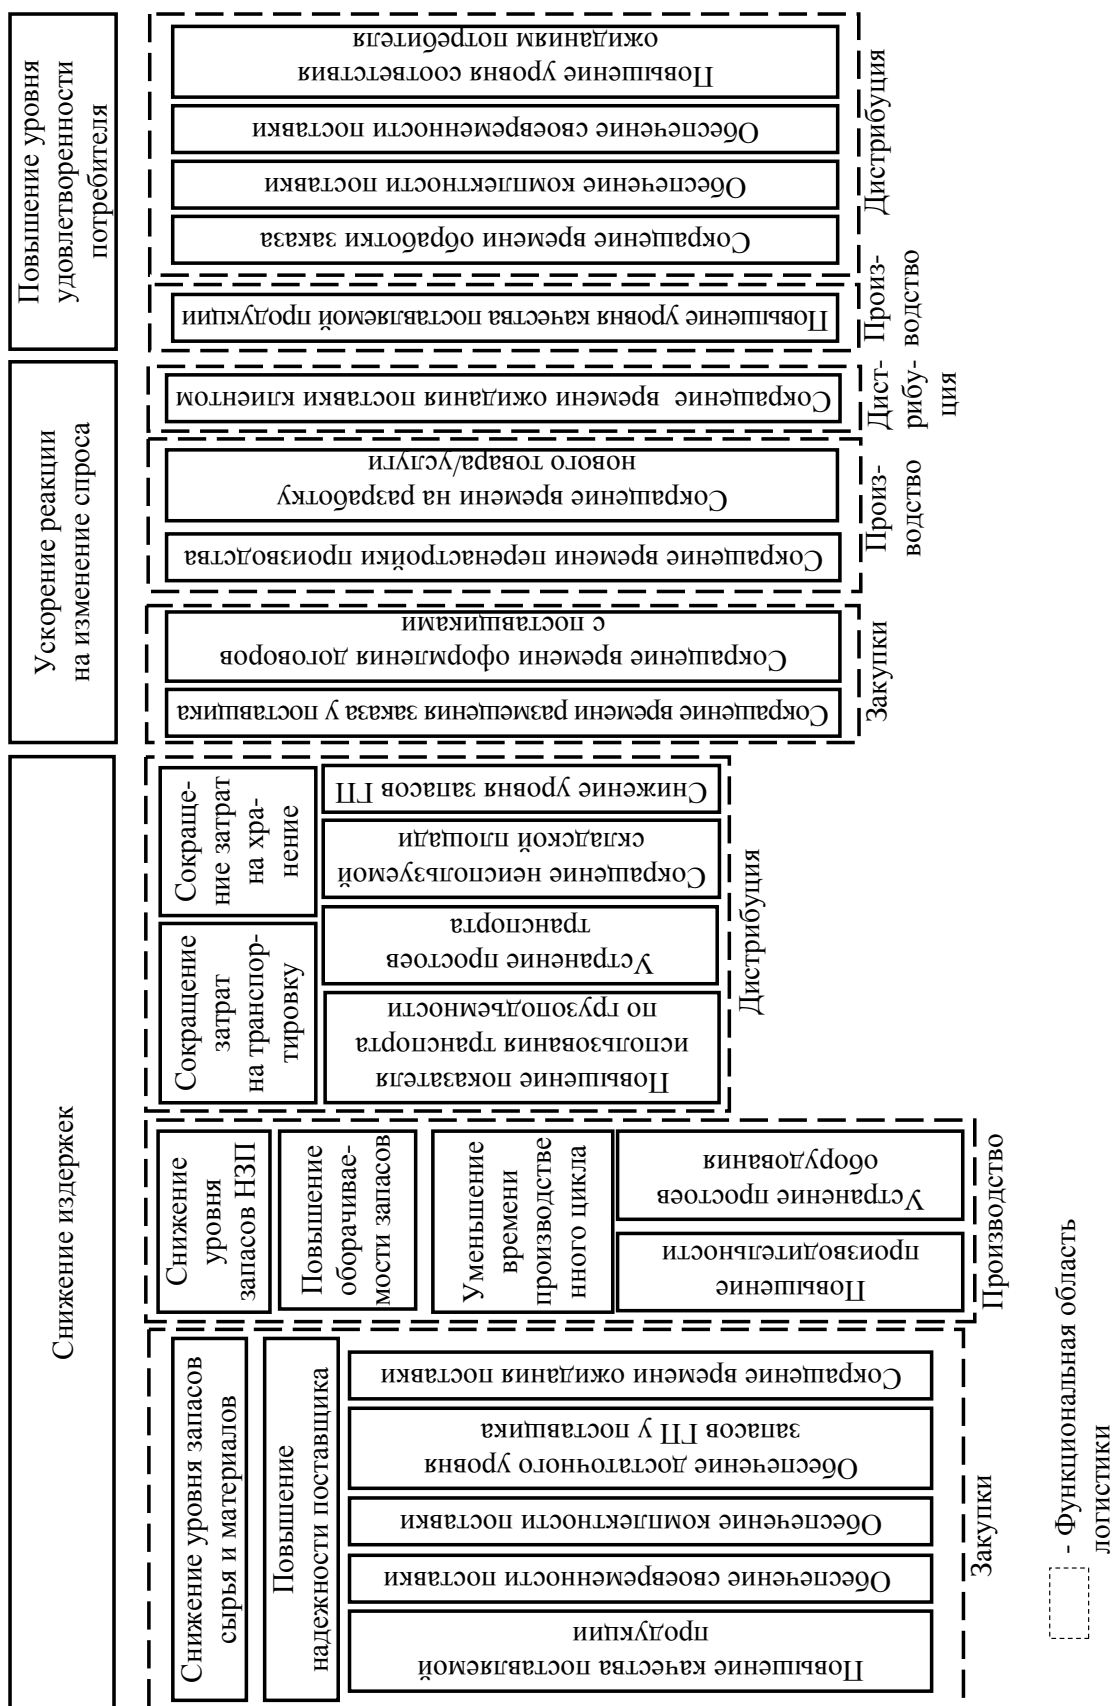 Снижение издержек
Ускорение реакции
на изменение спроса
Повышение уровня
удовлетворенности
потребителя
Снижение уровня запасов
сырья и материалов
Повышение
надежности поставщика
Повышение качества поставляемой
продукции
Обеспечение своевременности поставки
Обеспечение комплектности поставки
Обеспечение достаточного уровня
запасов ГП у поставщика
Сокращение времени ожидания поставки
Закупки
Снижение
уровня
запасов НЗП
Повышение
оборачивае-
мости запасов
Уменьшение
времени
производстве
нного цикла
Повышение
производительности
Устранение простоев
оборудования
Производство
Сокращение
затрат
на транспор-
тировку
Сокраще-
ние затрат
на хра-
нение
Повышение показателя
использования транспорта
по грузоподъемности
Устранение простоев
транспорта
Сокращение неиспользуемой
складской площади
Снижение уровня запасов ГП
Дистрибуция
Сокращение времени размещения заказа у поставщика
Сокращение времени оформления договоров
с поставщиками
Закупки
Сокращение времени перенастройки производства
Сокращение времени на разработку
нового товара/услуги
Произ-
водство
Сокращение времени ожидания поставки клиентом
Дист-
рибу-
ция
Повышение уровня качества поставляемой продукции
Произ-
водство
Сокращение времени обработки заказа
Обеспечение комплектности поставки
Обеспечение своевременности поставки
Повышение уровня соответствия
ожиданиям потребителя
Дистрибуция
- Функциональная область
логистики